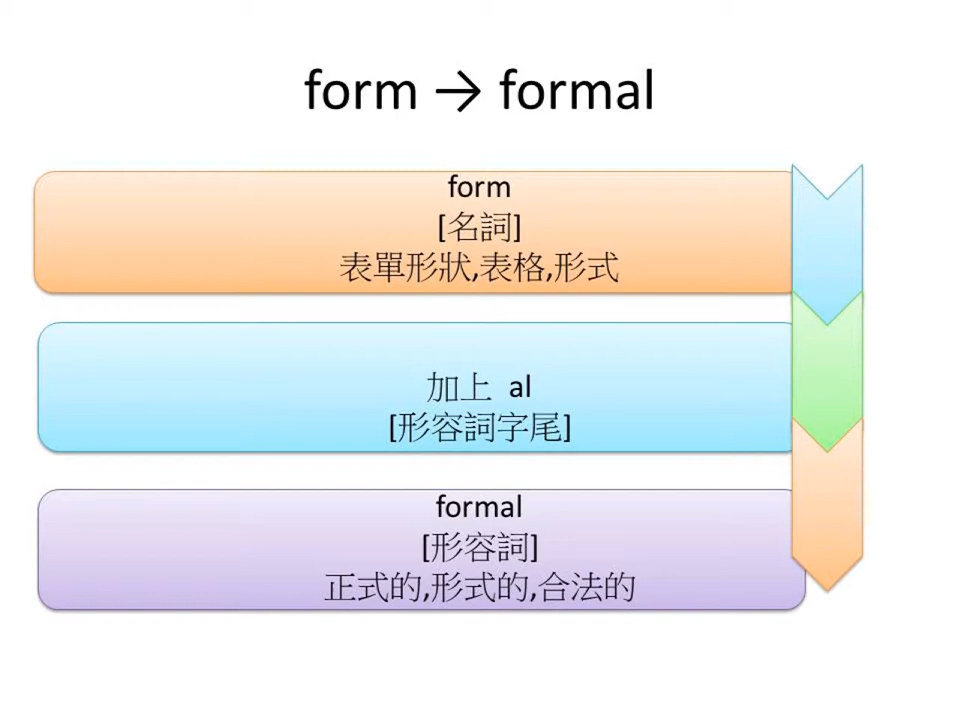 form → formal
form
[名詞]
表單形狀,表格,形式
加上 al
[形容詞字尾]
formal
[形容詞]
正式的,形式的,合法的